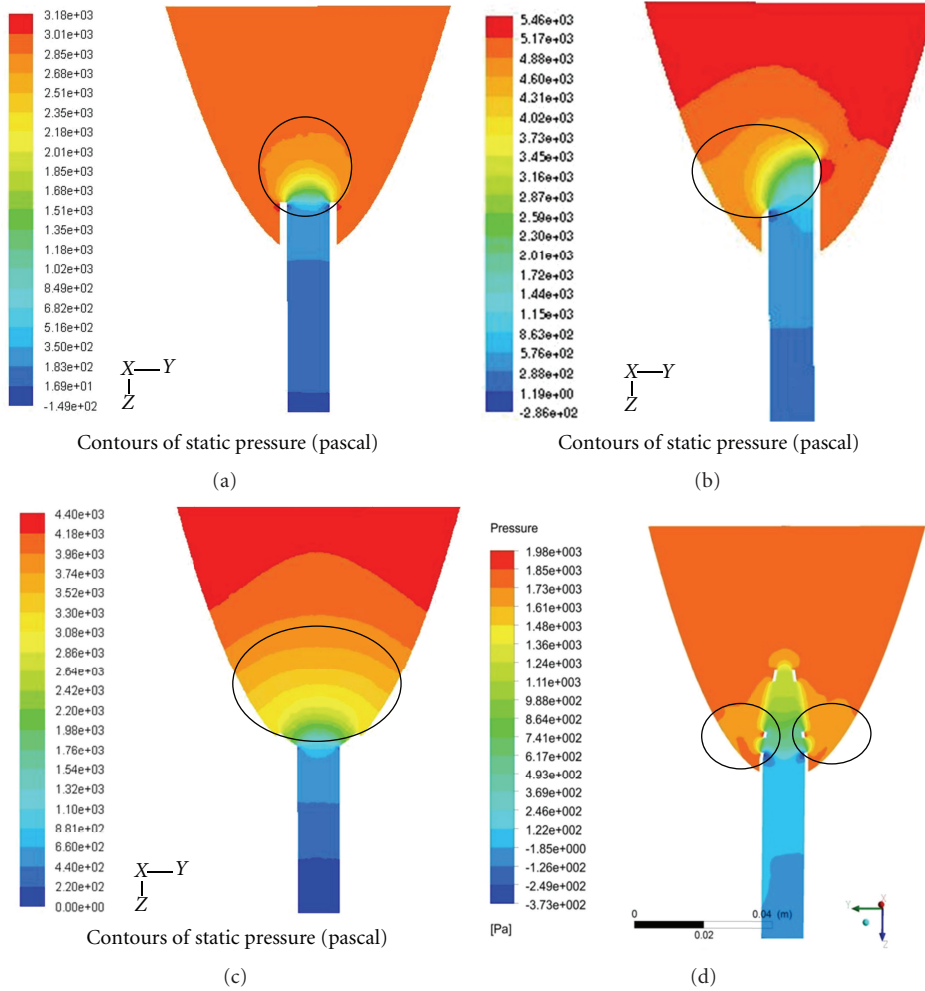 3.18e+03
3.01e+03
2.85e+03
2.68e+03
2.51e+03
2.35e+03
2.18e+03
2.01e+03
1.85e+03
1.68e+03
1.51e+03
1.35e+03
1.18e+03
1.02e+03
8.49e+02
6.82e+02
5.16e+02
3.50e+02
1.83e+02
1.69e+01
-1.49e+02
X Y
Z
Contours of static pressure (pascal)
(a)
5.46e+03
5.17e+03
4.88e+03
4.60e+03
4.31e+03
4.02e+03
3.73e+03
3.45e+03
3.16e+03
2.87e+03
2.59e+03
2.30e+03
2.01e+03
1.72e+03
1.44e+03
1.15e+03
8.63e+02
5.76e+02
2.88e+02
1.19e+00
-2.86e+02
X Y
Z
Contours of static pressure (pascal)
(b)
4.40e+03
4.18e+03
3.96e+03
3.74e+03
3.52e+03
3.30e+03
3.08e+03
2.86e+03
2.64e+03
2.42e+03
2.20e+03
1.98e+03
1.76e+03
1.54e+03
1.32e+03
1.10e+03
8.81e+02
6.60e+02
4.40e+02
2.20e+02
0.00e+00
X Y
Z
Contours of static pressure (pascal)
(c)
Pressure
1.98e+003
1.85e+003
1.73e+003
1.61e+003
1.48e+003
1.36e+003
1.24e+003
1.11e+003
9.88e+002
8.64e+002
7.41e+002
6.17e+002
4.93e+002
3.69e+002
2.46e+002
1.22e+002
-1.85e+000
-1.26e+002
-2.49e+002
-3.73e+002
[Pa]
0 0.04 (m)
0.02
Y X
Z
(d)